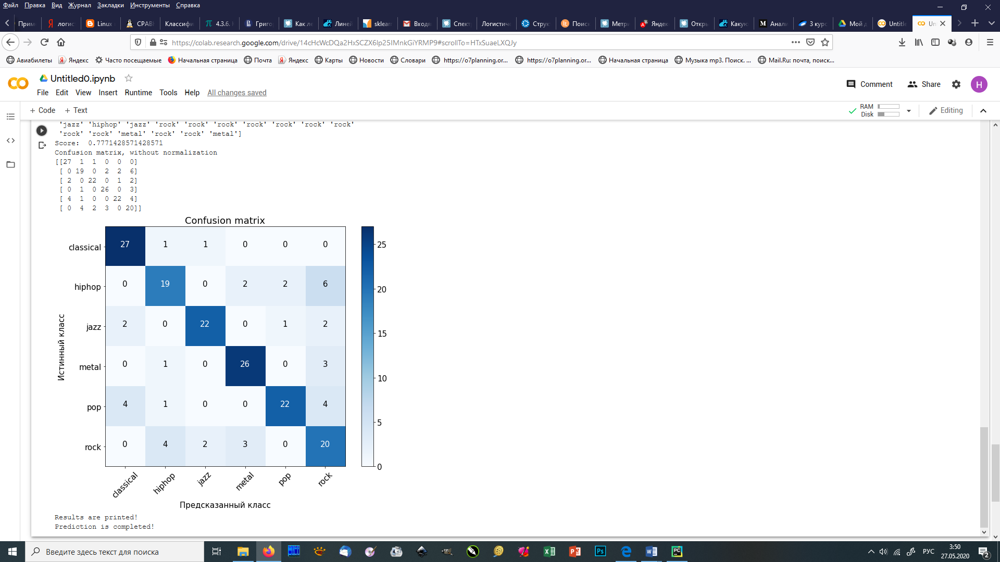 Файл Правка Вид Журнал Закладки Инструменты Справка
Прим логис Linux СРАВ Классифи 4.3.6. Григо Как ле Линей sklear Входя Спект Логистиче Струк Поиск Метри Яндек Откры Какую Анали 3 курс Мой д Untitle Un
https://colab.research.google.com/drive/14cHcWcDQa2HxSCZX6lp25IMnkGiYRMP9#scrollTo=HTxSuaeLXQJy
Авиабилеты Яндекс Часто посещаемые Начальная страница Почта Яндекс Карты Новости Словари https://o7planning.or... https://o7planning.or... Начальная страница Музыка mp3. Поиск. ... Mail.Ru: почта, поиск...
CO Untitled0.ipynb
Comment Share H
File Edit View Insert Runtime Tools Help All changes saved
+ Code + Text
RAM
Disk
Editing
'jazz' 'hiphop' 'jazz' 'rock' 'rock' 'rock' 'rock' 'rock' 'rock' 'rock'
'rock' 'rock' 'metal' 'rock' 'rock' 'metal']
Score: 0.7771428571428571
Confusion matrix, without normalization
[[27 1 1 0 0 0]
[ 0 19 0 2 2 6]
[ 2 0 22 0 1 2]
[ 0 1 0 26 0 3]
[ 4 1 0 0 22 4]
[ 0 4 2 3 0 20]]
Confusion matrix
classical 27 1 1 0 0 0
hiphop 0 19 0 2 2 6
jazz 2 0 22 0 1 2
metal 0 1 0 26 0 3
pop 4 1 0 0 22 4
rock 0 4 2 3 0 20
Истинный класс
25
20
15
10
5
0
classical hiphop jazz metal pop rock
Предсказанный класс
Results are printed!
Prediction is completed!
Введите здесь текст для поиска
РУС
3:50
27.05.2020
2